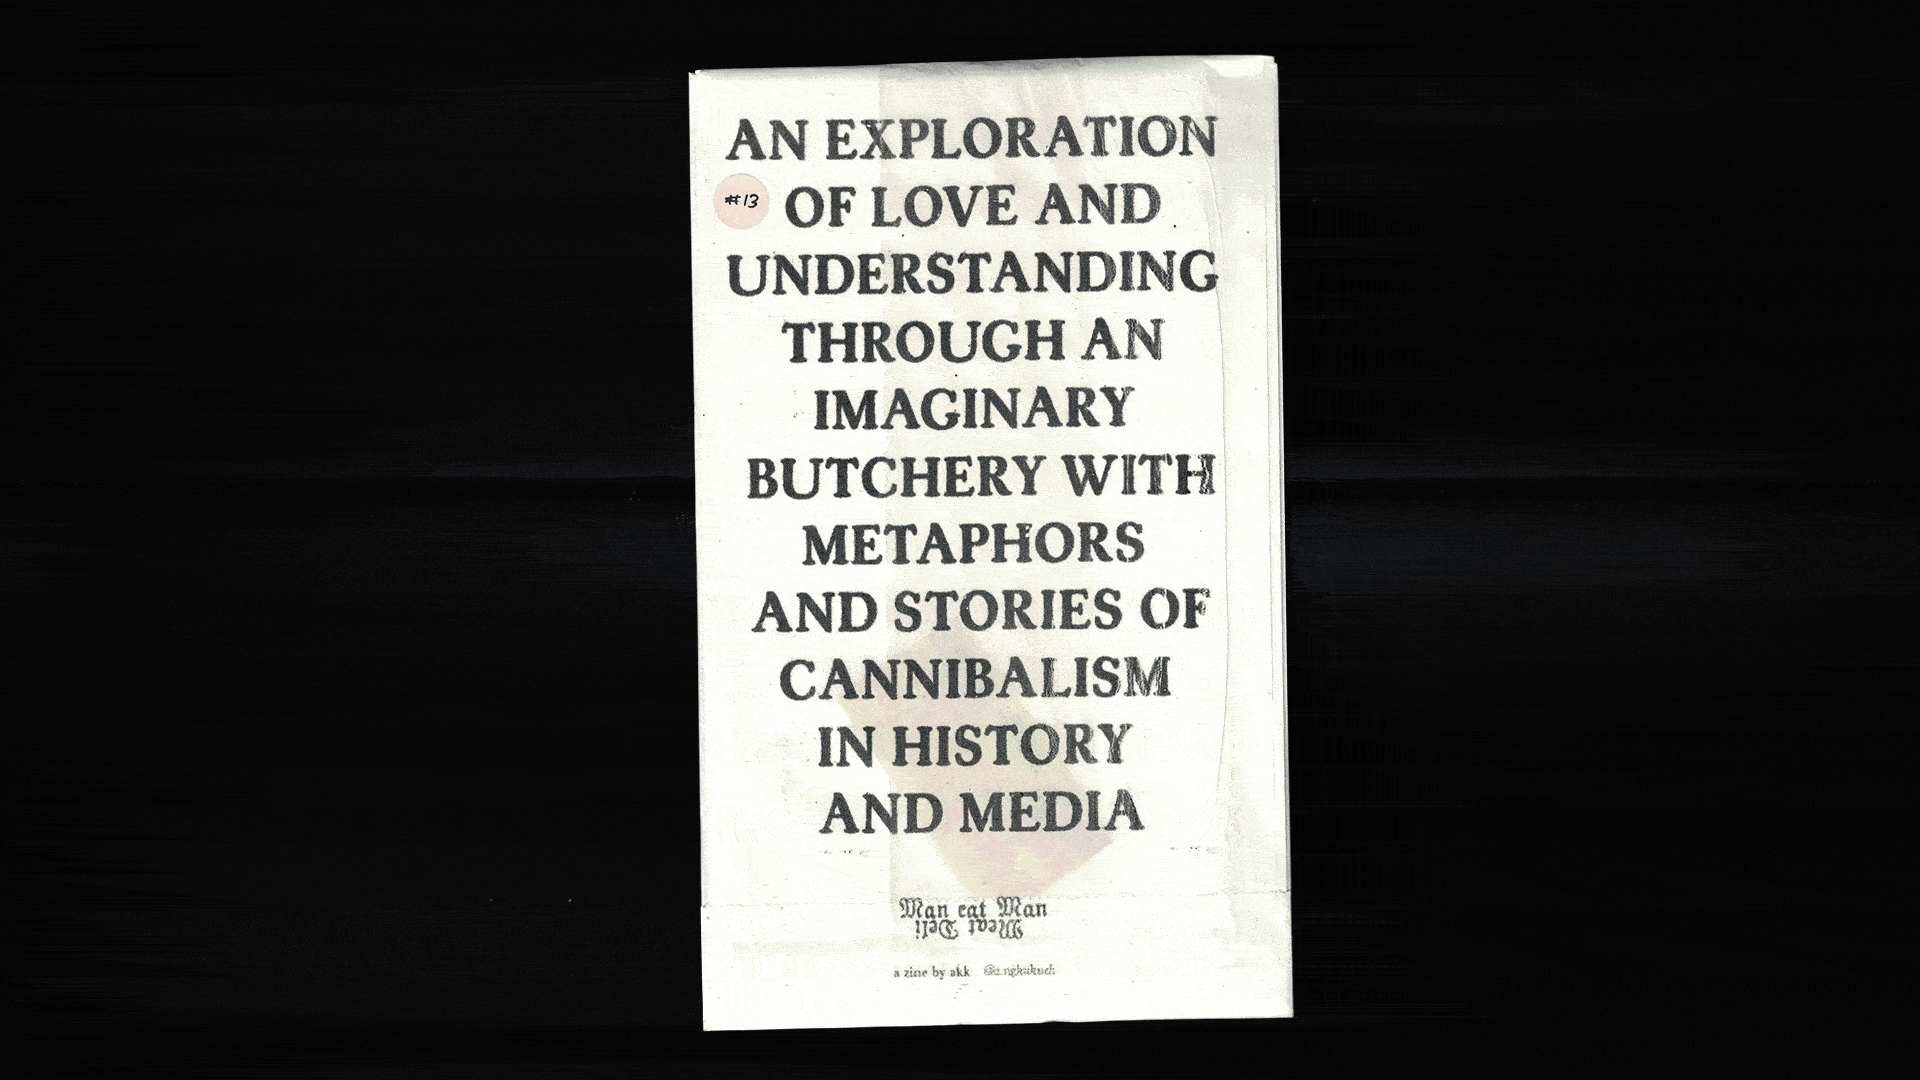 AN EXPLORATION
#13 OF LOVE AND
UNDERSTANDING
THROUGH AN
IMAGINARY
BUTCHERY WITH
METAPHORS
AND STORIES OF
CANNIBALISM
IN HISTORY
AND MEDIA
Man eat Man
Meat Deli
a zine by akk